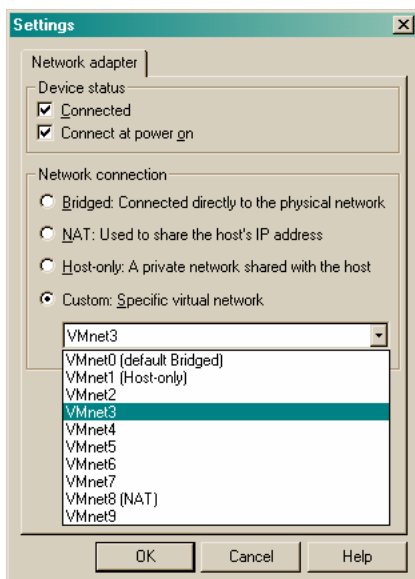 Settings
Network adapter
Device status
Connected
Connect at power on
Network connection
Bridged: Connected directly to the physical network
NAT: Used to share the host's IP address
Host-only: A private network shared with the host
Custom: Specific virtual network
VMnet3
VMnet0 (default Bridged)
VMnet1 (Host-only)
VMnet2
VMnet3
VMnet4
VMnet5
VMnet6
VMnet7
VMnet8 (NAT)
VMnet9
OK Cancel Help